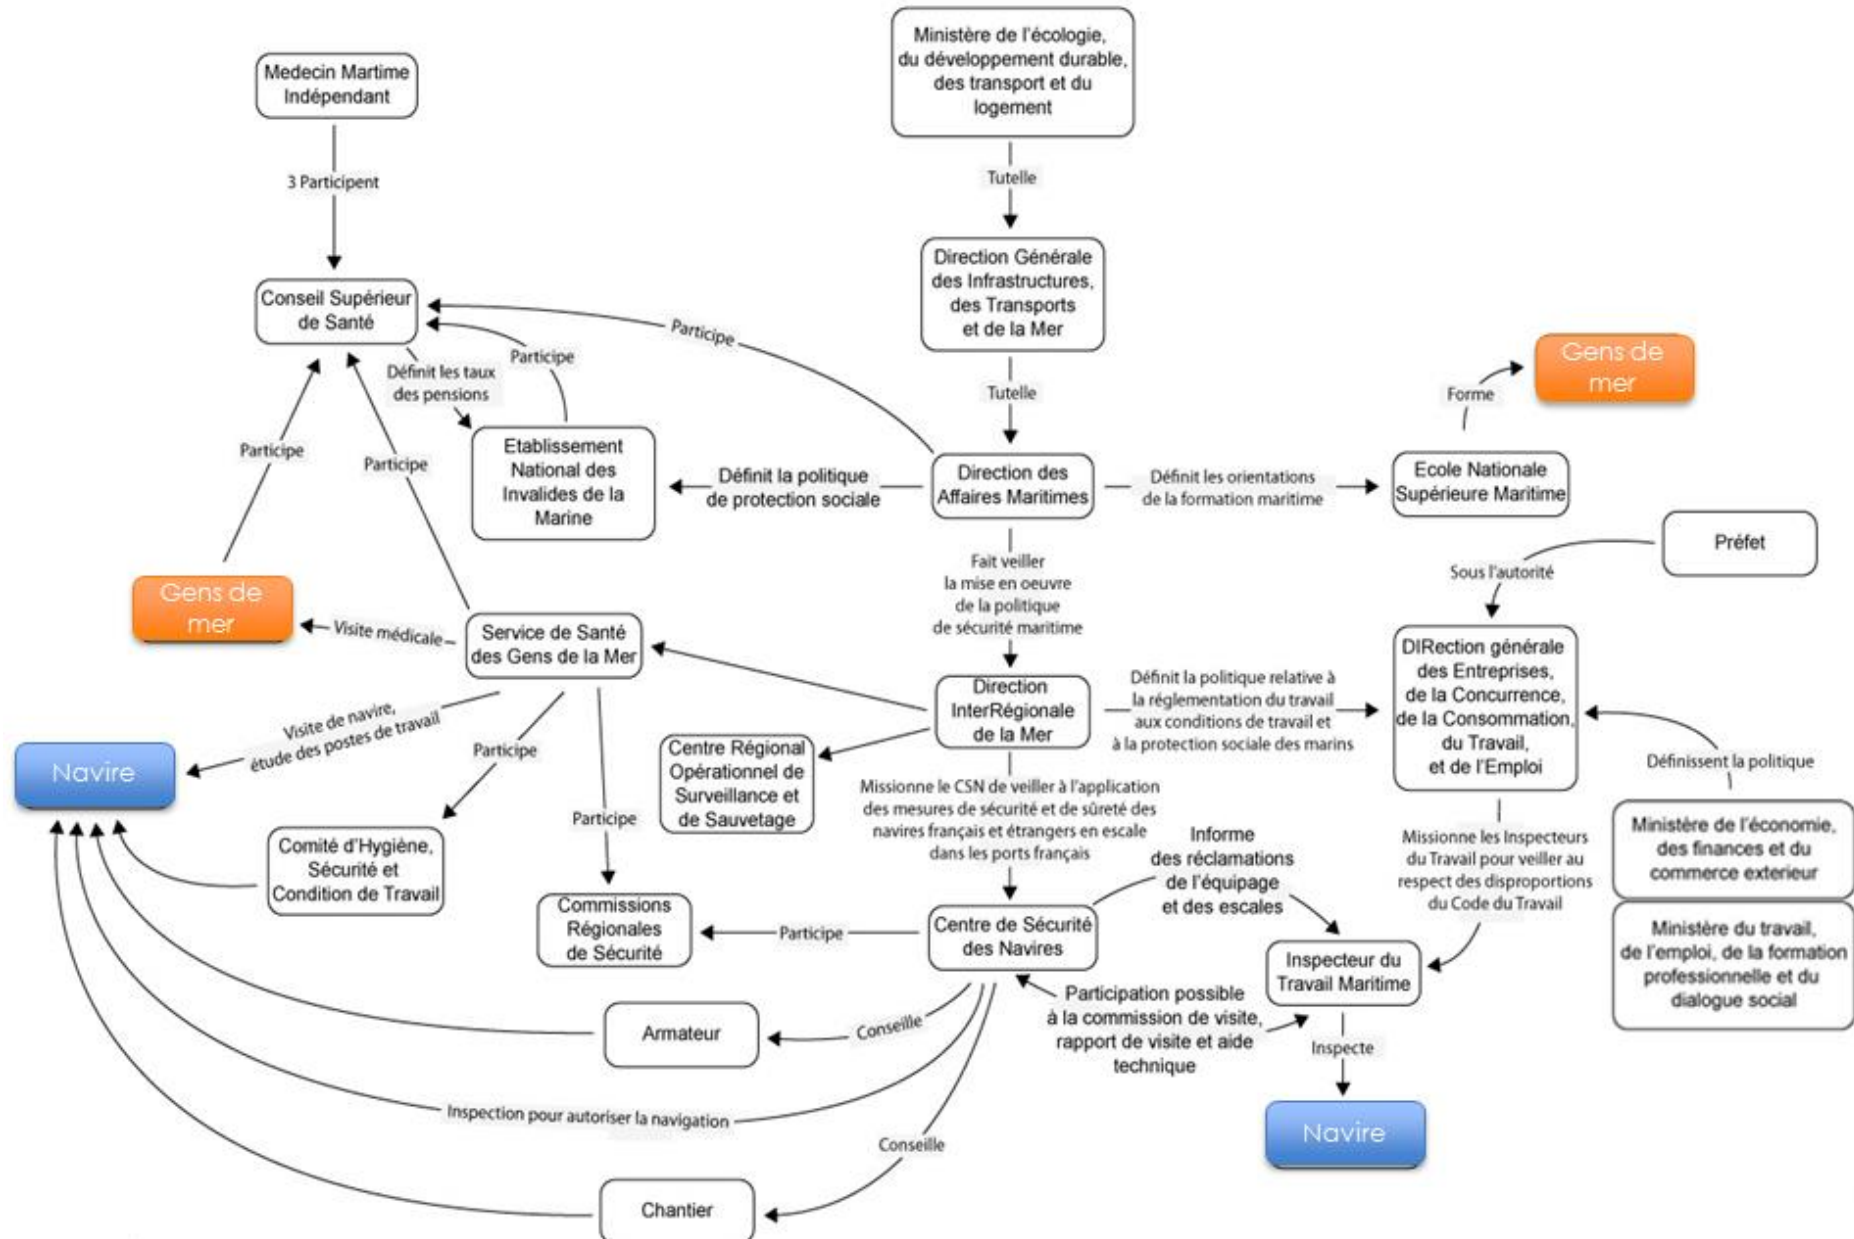 Ministère de l'écologie,
du développement durable,
des transport et du
logement
Medecin Martime
Indépendant
Tutelle
3 Participent
Direction Générale
des Infrastructures,
des Transports
et de la Mer
Conseil Supérieur
de Santé
Participe
Participe
Définit les taux
des pensions
Tutelle
Gens de
mer
Forme
Participe
Participe
Etablissement
National des
Invalides de la
Marine
Définit la politique
de protection sociale
Direction des
Affaires Maritimes
Définit les orientations
de la formation maritime
Ecole Nationale
Supérieure Maritime
Préfet
Sous l'autorité
Fait veiller
la mise en oeuvre
de la politique
de sécurité maritime
Gens de
mer
Visite médicale
Service de Santé
des Gens de la Mer
DIRection générale
des Entreprises,
de la Concurrence,
de la Consommation,
du Travail,
et de l'Emploi
Direction
InterRégionale
de la Mer
Définit la politique relative à
la réglementation du travail
aux conditions de travail et
à la protection sociale des marins
Visite de navire,
étude des postes de travail
Participe
Navire
Centre Régional
Opérationnel de
Surveillance et
de Sauvetage
Définissent la politique
Missionne le CSN de veiller à l'application
des mesures de sécurité et de sûreté des
navires français et étrangers en escale
dans les ports français
Participe
Comité d'Hygiène,
Sécurité et
Condition de Travail
Informe
des réclamations
de l'équipage
et des escales
Missionne les Inspecteurs
du Travail pour veiller au
respect des disproportions
du Code du Travail
Ministère de l'économie,
des finances et du
commerce exterieur
Commissions
Régionales
de Sécurité
Participe
Centre de Sécurité
des Navires
Ministère du travail,
de l'emploi, de la formation
professionnelle et du
dialogue social
Inspecteur du
Travail Maritime
Participation possible
à la commission de visite,
rapport de visite et aide
technique
Armateur
Conseille
Inspecte
Inspection pour autoriser la navigation
Navire
Conseille
Chantier